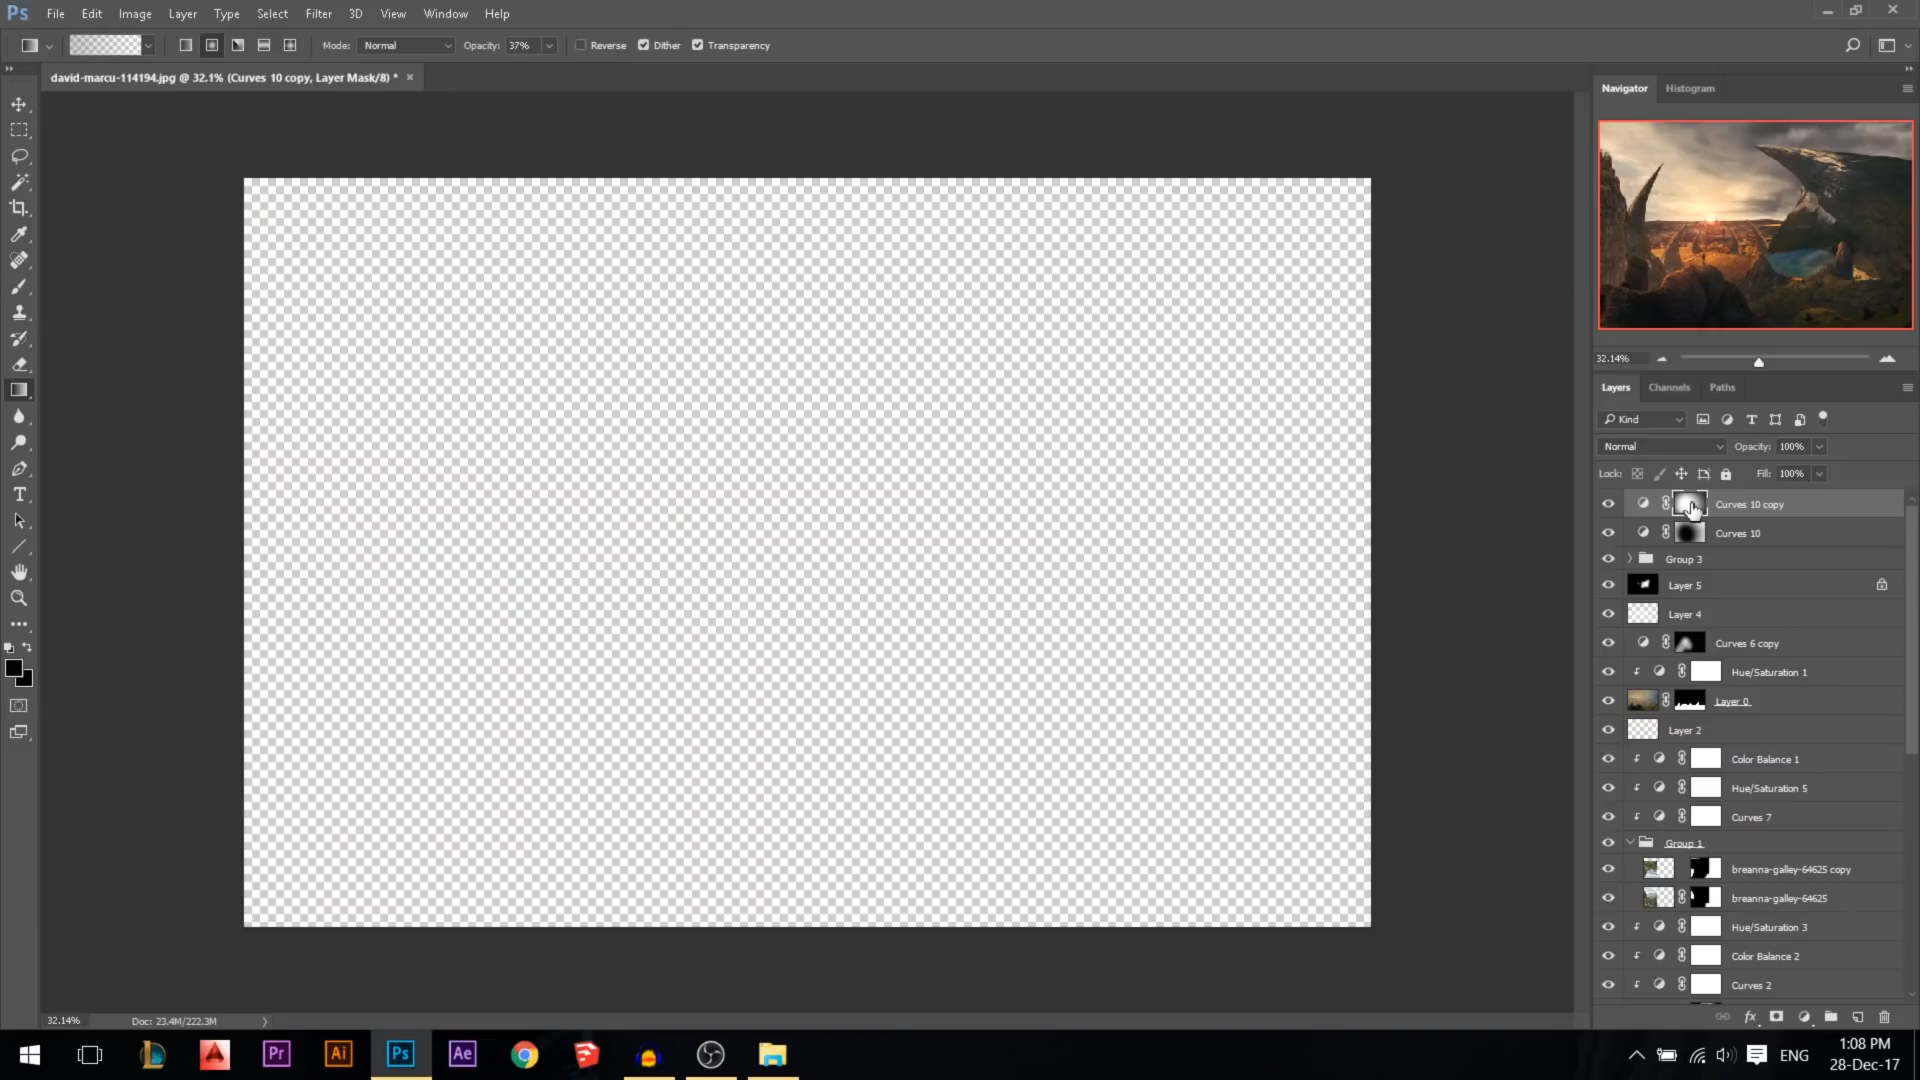 Ps File Edit Image Layer Type Select Filter 3D View Window Help
Mode: Normal Opacity: 37% Reverse Dither Transparency
david-marcu-114194.jpg @ 32.1% (Curves 10 copy, Layer Mask/8) *
Navigator Histogram
32.14%
Layers Channels Paths
Kind
Normal Opacity: 100%
Lock: Fill: 100%
Curves 10 copy
Curves 10
Group 3
Layer 5
Layer 4
Curves 6 copy
Hue/Saturation 1
Layer 0
Layer 2
Color Balance 1
Hue/Saturation 5
Curves 7
Group 1
breanna-galley-64625 copy
breanna-galley-64625
Hue/Saturation 3
Color Balance 2
Curves 2
fx
32.14% Doc: 23.4M/222.3M
Pr Ai Ps Ae
ENG
1:08 PM
28-Dec-17